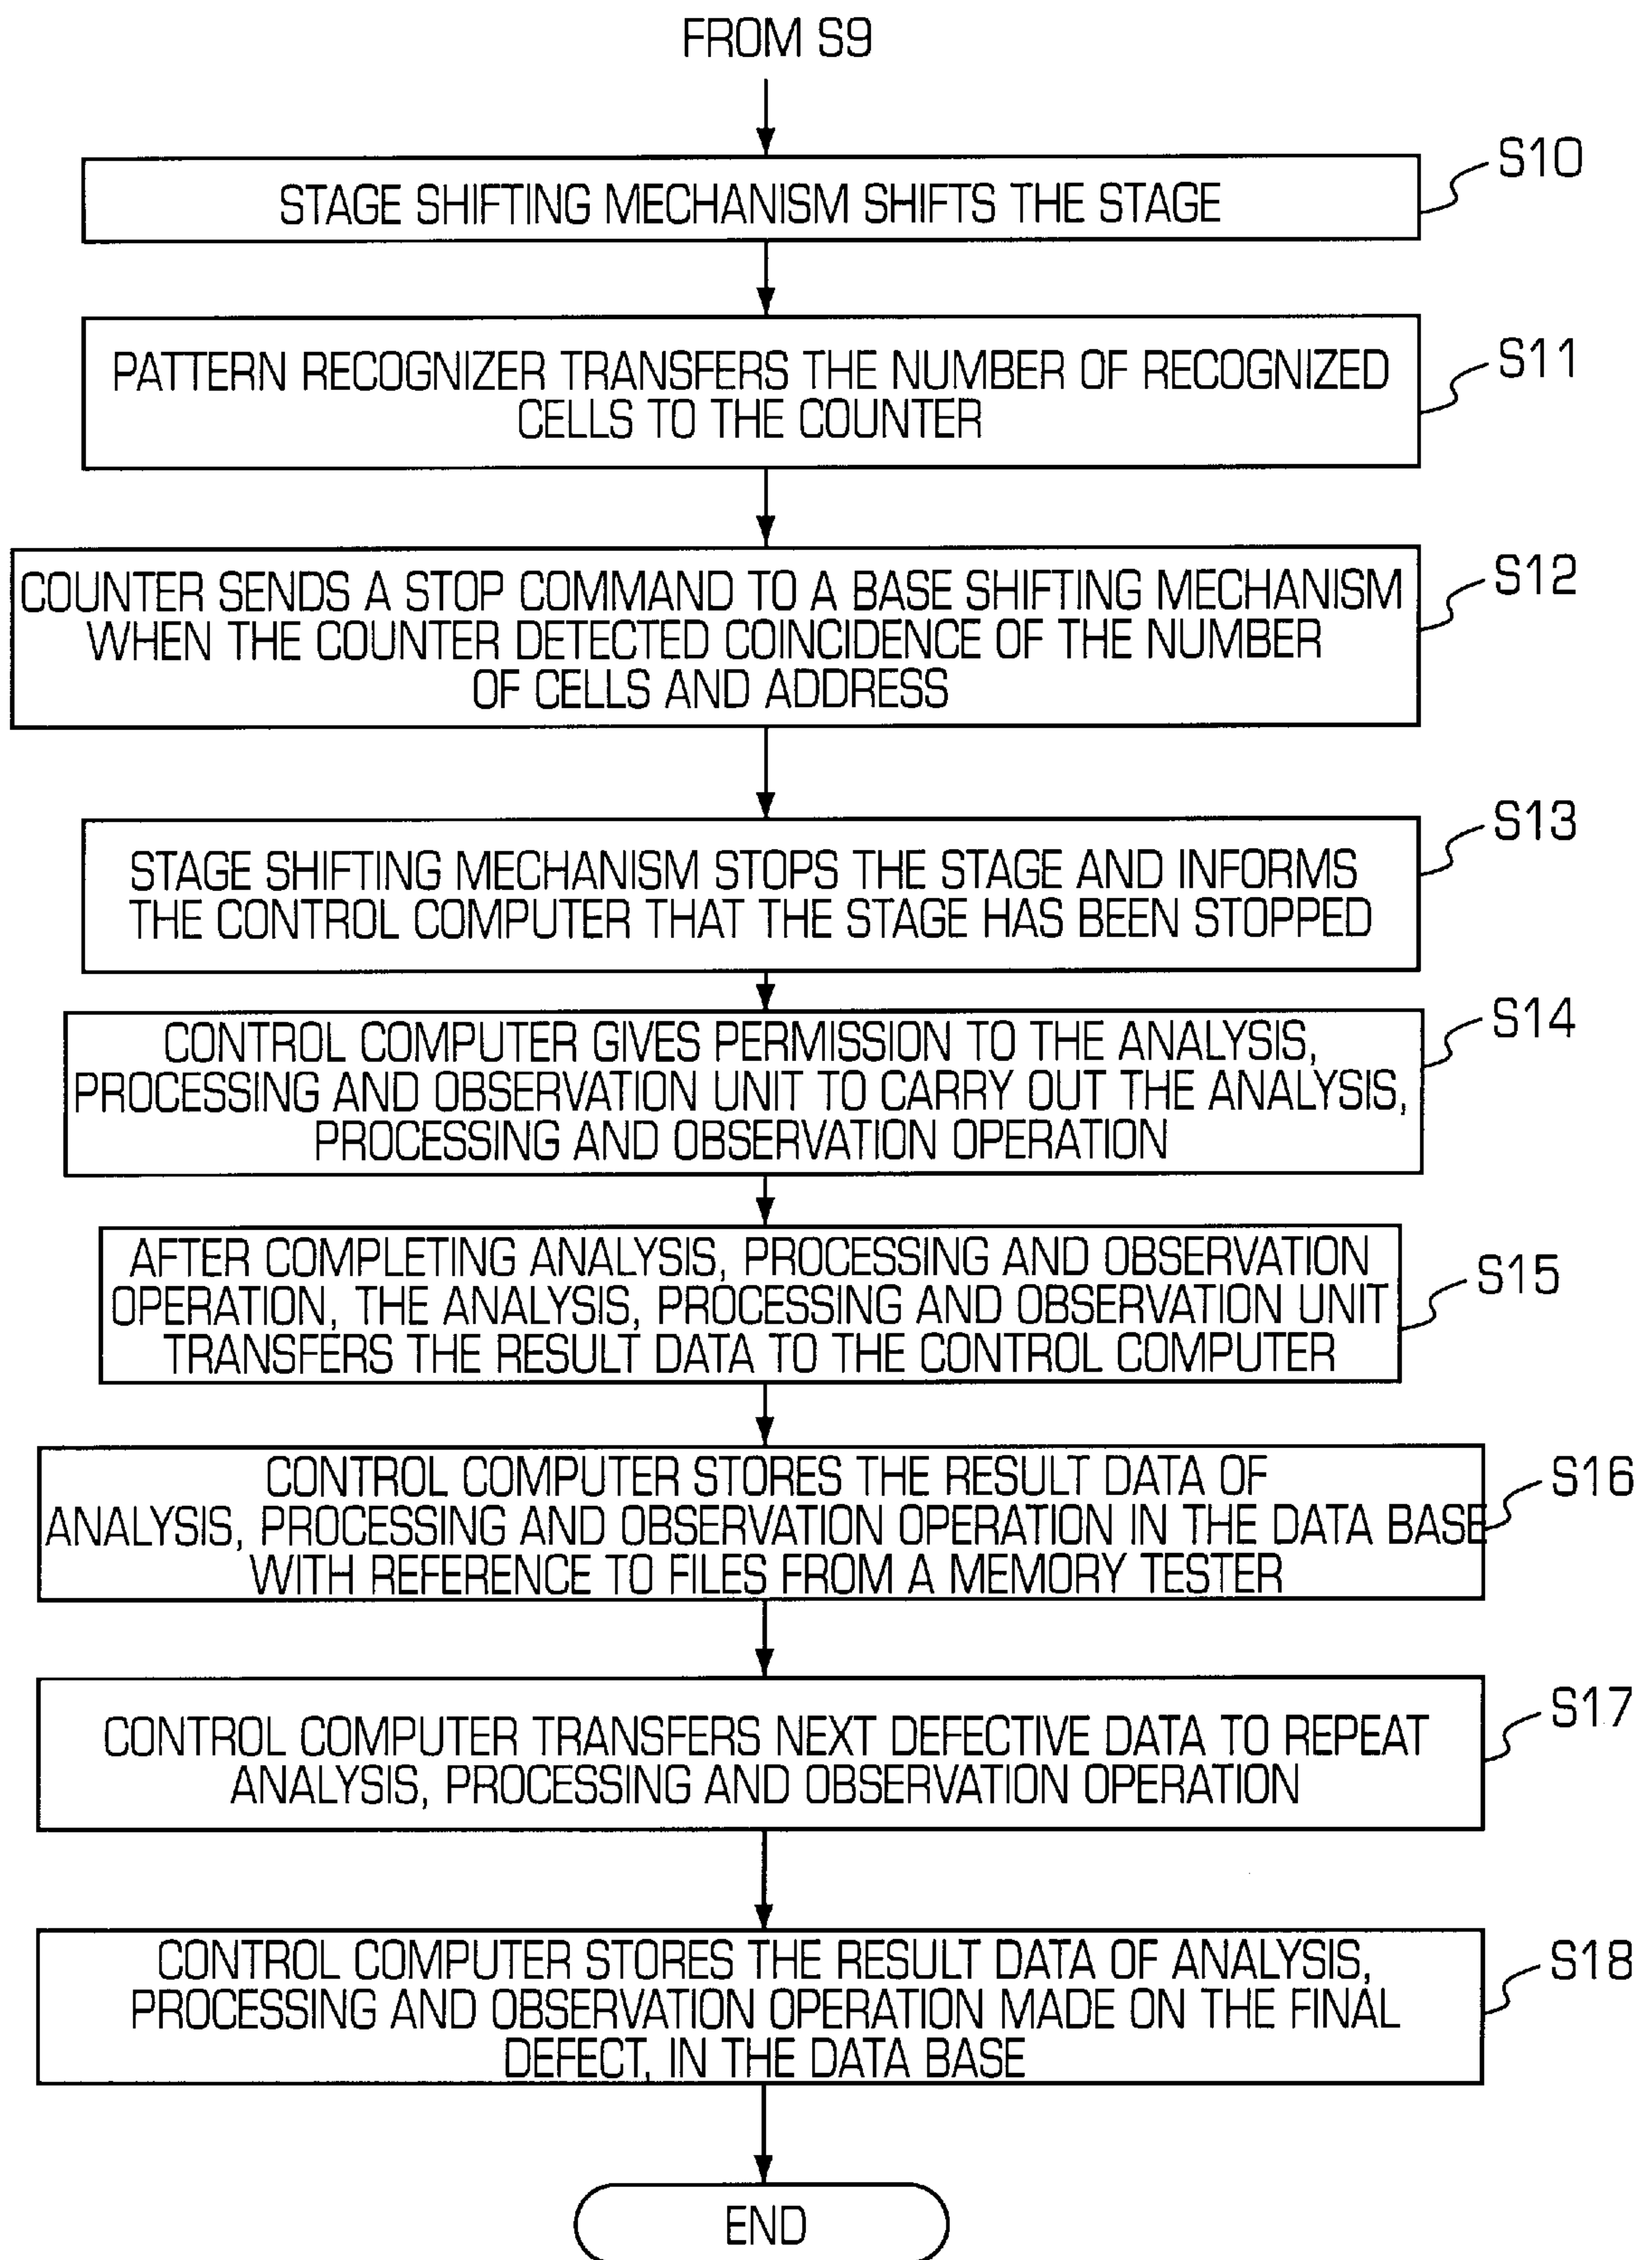 FROM S9
S10
STAGE SHIFTING MECHANISM SHIFTS THE STAGE
S11
PATTERN RECOGNIZER TRANSFERS THE NUMBER OF RECOGNIZED
CELLS TO THE COUNTER
S12
COUNTER SENDS A STOP COMMAND TO A BASE SHIFTING MECHANISM
WHEN THE COUNTER DETECTED COINCIDENCE OF THE NUMBER
OF CELLS AND ADDRESS
S13
STAGE SHIFTING MECHANISM STOPS THE STAGE AND INFORMS
THE CONTROL COMPUTER THAT THE STAGE HAS BEEN STOPPED
S14
CONTROL COMPUTER GIVES PERMISSION TO THE ANALYSIS,
PROCESSING AND OBSERVATION UNIT TO CARRY OUT THE ANALYSIS,
PROCESSING AND OBSERVATION OPERATION
S15
AFTER COMPLETING ANALYSIS, PROCESSING AND OBSERVATION
OPERATION, THE ANALYSIS, PROCESSING AND OBSERVATION UNIT
TRANSFERS THE RESULT DATA TO THE CONTROL COMPUTER
S16
CONTROL COMPUTER STORES THE RESULT DATA OF
ANALYSIS, PROCESSING AND OBSERVATION OPERATION IN THE DATA BASE
WITH REFERENCE TO FILES FROM A MEMORY TESTER
S17
CONTROL COMPUTER TRANSFERS NEXT DEFECTIVE DATA TO REPEAT
ANALYSIS, PROCESSING AND OBSERVATION OPERATION
S18
CONTROL COMPUTER STORES THE RESULT DATA OF ANALYSIS,
PROCESSING AND OBSERVATION OPERATION MADE ON THE FINAL
DEFECT, IN THE DATA BASE
END